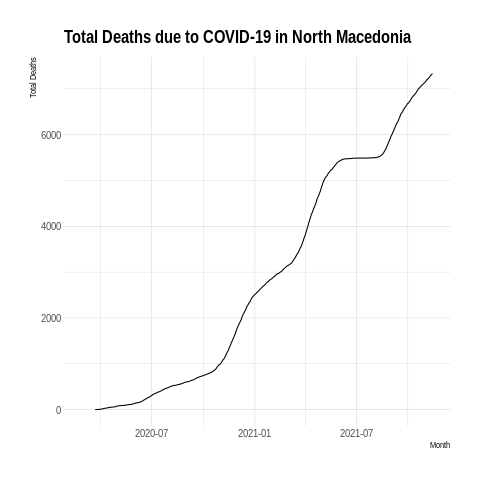 Total Deaths due to COVID-19 in North Macedonia
Total Deaths
6000
4000
2000
0
2020-07
2021-01
2021-07
Month